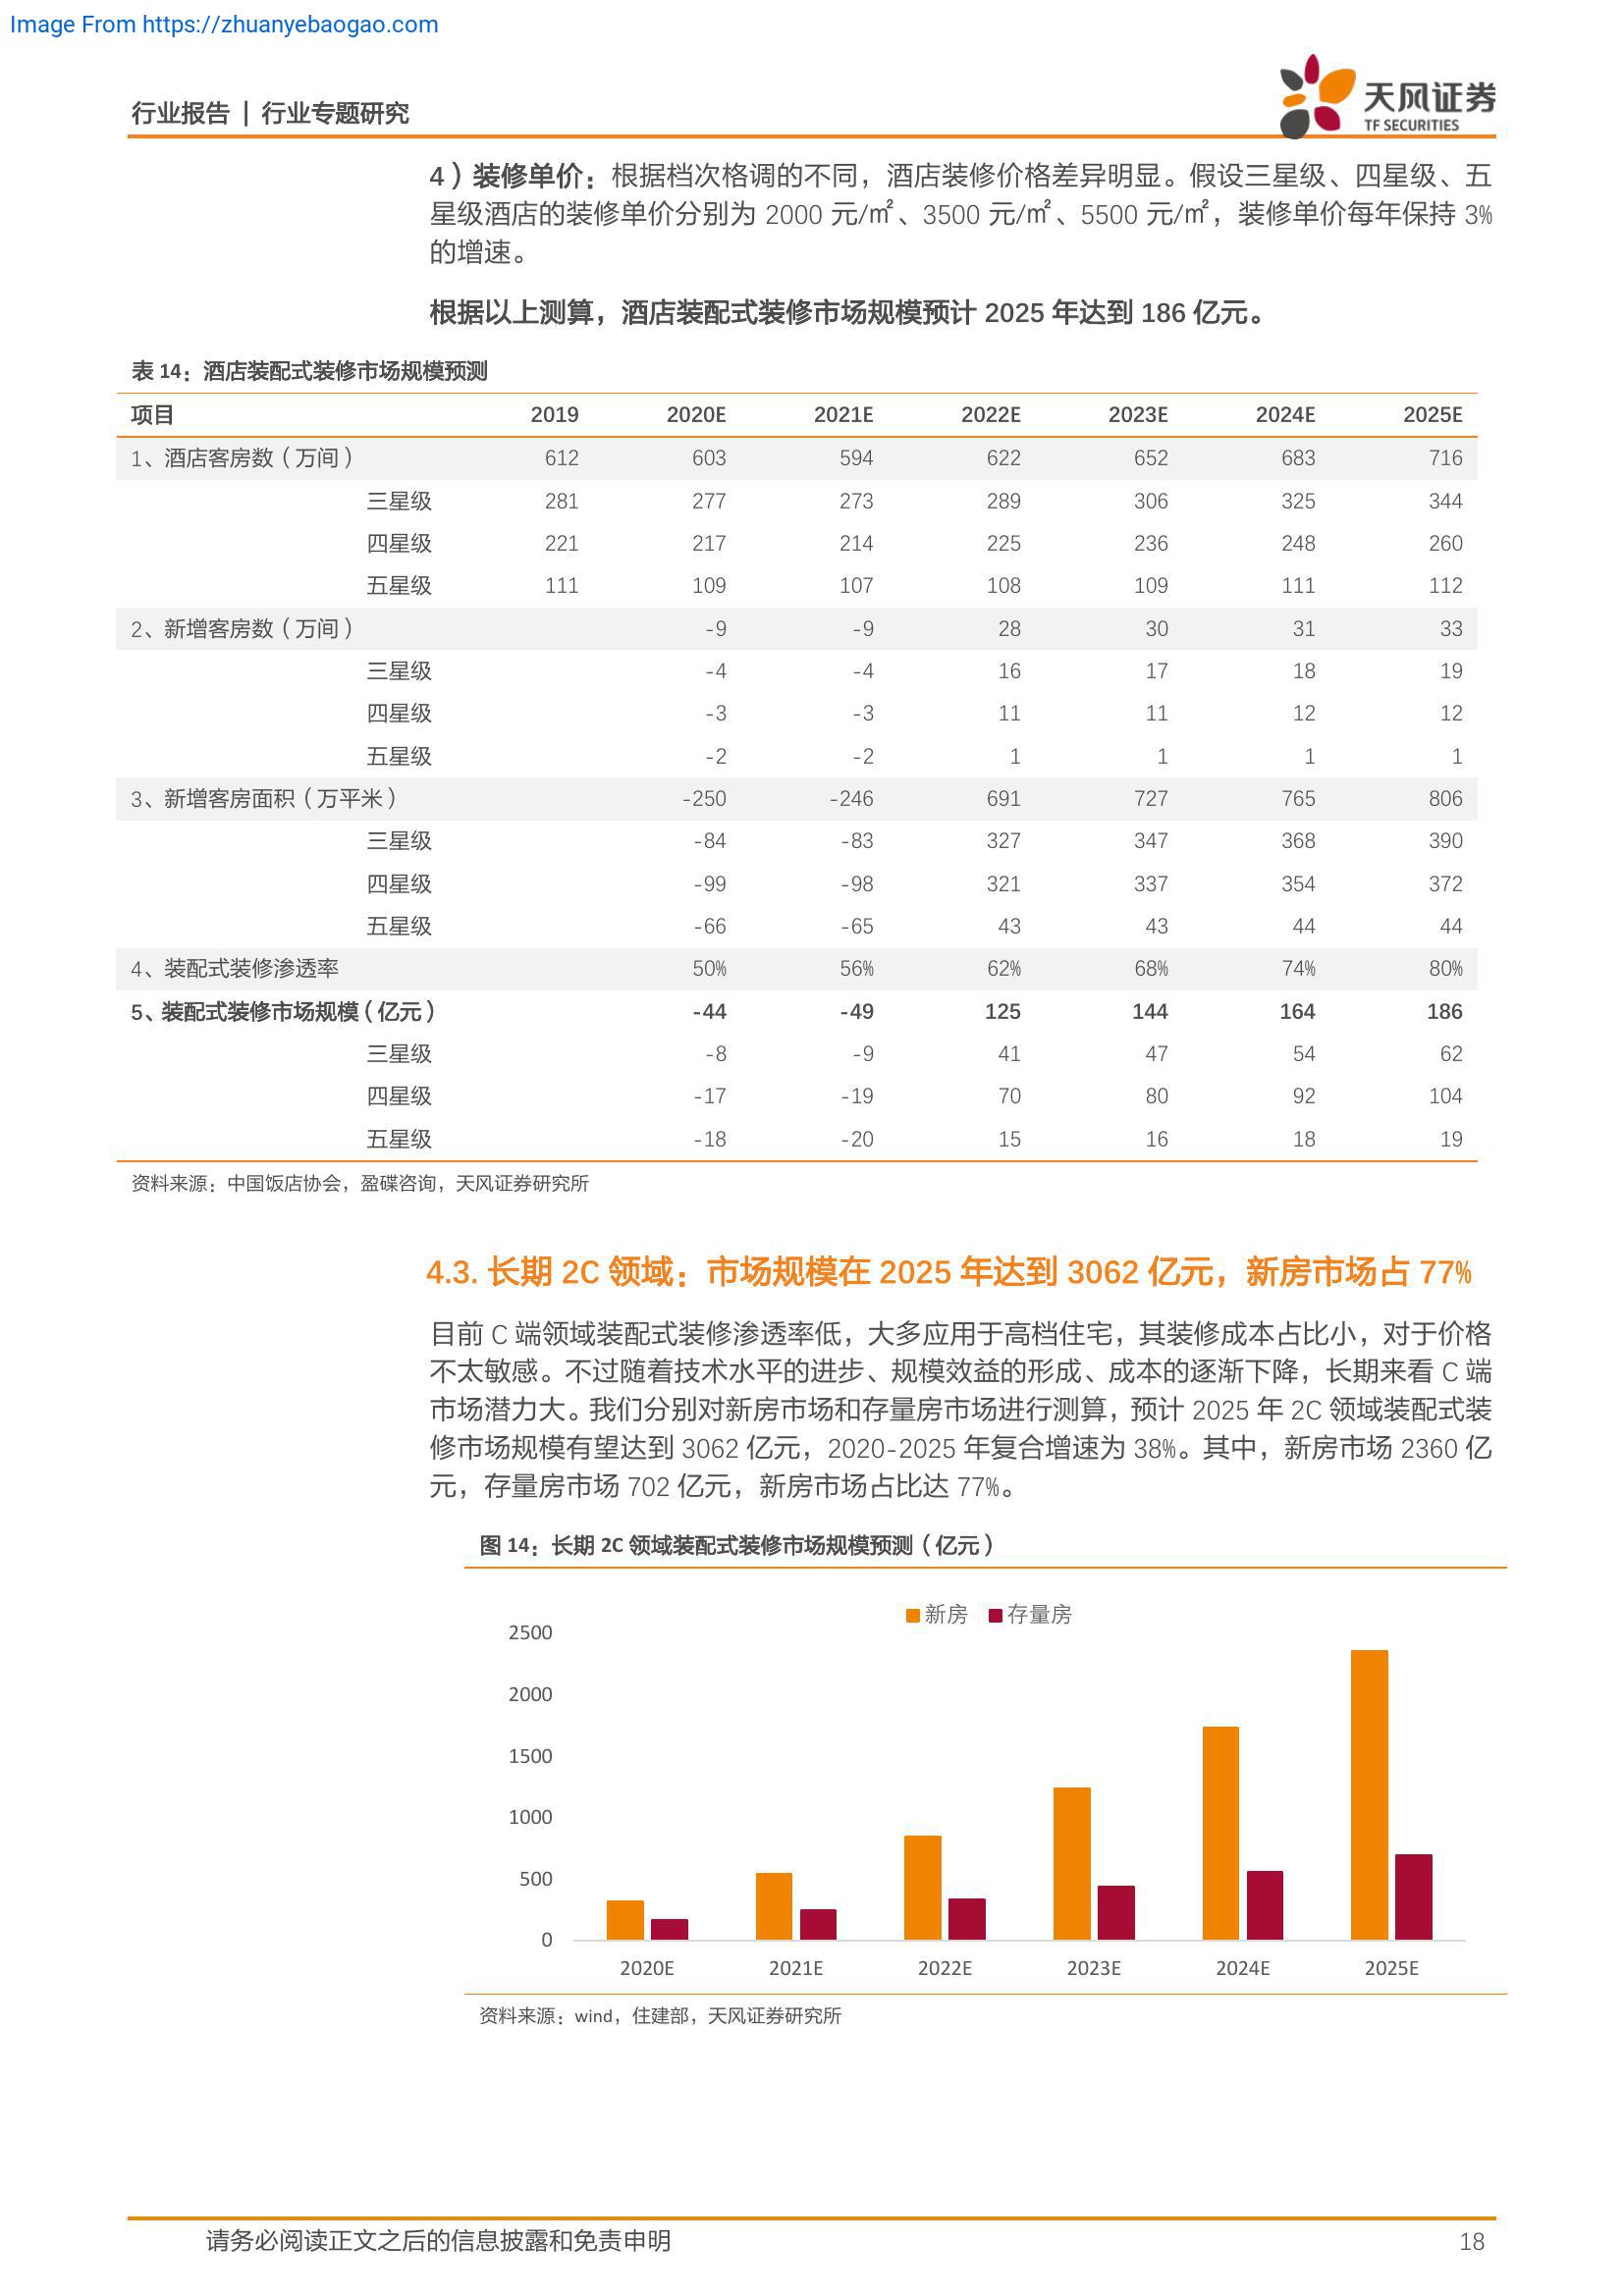 Image From https://zhuanyebaogao.com
行业报告 | 行业专题研究
天风证券
TF SECURITIES
4）装修单价：根据档次格调的不同，酒店装修价格差异明显。假设三星级、四星级、五
星级酒店的装修单价分别为 2000 元/㎡、3500 元/㎡、5500 元/㎡，装修单价每年保持 3%
的增速。
根据以上测算，酒店装配式装修市场规模预计 2025 年达到 186 亿元。
表 14：酒店装配式装修市场规模预测
项目 2019 2020E 2021E 2022E 2023E 2024E 2025E
1、酒店客房数（万间） 612 603 594 622 652 683 716
三星级 281 277 273 289 306 325 344
四星级 221 217 214 225 236 248 260
五星级 111 109 107 108 109 111 112
2、新增客房数（万间） -9 -9 28 30 31 33
三星级 -4 -4 16 17 18 19
四星级 -3 -3 11 11 12 12
五星级 -2 -2 1 1 1 1
3、新增客房面积（万平米） -250 -246 691 727 765 806
三星级 -84 -83 327 347 368 390
四星级 -99 -98 321 337 354 372
五星级 -66 -65 43 43 44 44
4、装配式装修渗透率 50% 56% 62% 68% 74% 80%
5、装配式装修市场规模（亿元） -44 -49 125 144 164 186
三星级 -8 -9 41 47 54 62
四星级 -17 -19 70 80 92 104
五星级 -18 -20 15 16 18 19
资料来源：中国饭店协会，盈碟咨询，天风证券研究所
4.3. 长期 2C 领域：市场规模在 2025 年达到 3062 亿元，新房市场占 77%
目前 C 端领域装配式装修渗透率低，大多应用于高档住宅，其装修成本占比小，对于价格
不太敏感。不过随着技术水平的进步、规模效益的形成、成本的逐渐下降，长期来看 C 端
市场潜力大。我们分别对新房市场和存量房市场进行测算，预计 2025 年 2C 领域装配式装
修市场规模有望达到 3062 亿元，2020-2025 年复合增速为 38%。其中，新房市场 2360 亿
元，存量房市场 702 亿元，新房市场占比达 77%。
图 14：长期 2C 领域装配式装修市场规模预测（亿元）
新房 存量房
2500
2000
1500
1000
500
0
2020E 2021E 2022E 2023E 2024E 2025E
资料来源：wind，住建部，天风证券研究所
请务必阅读正文之后的信息披露和免责申明 18